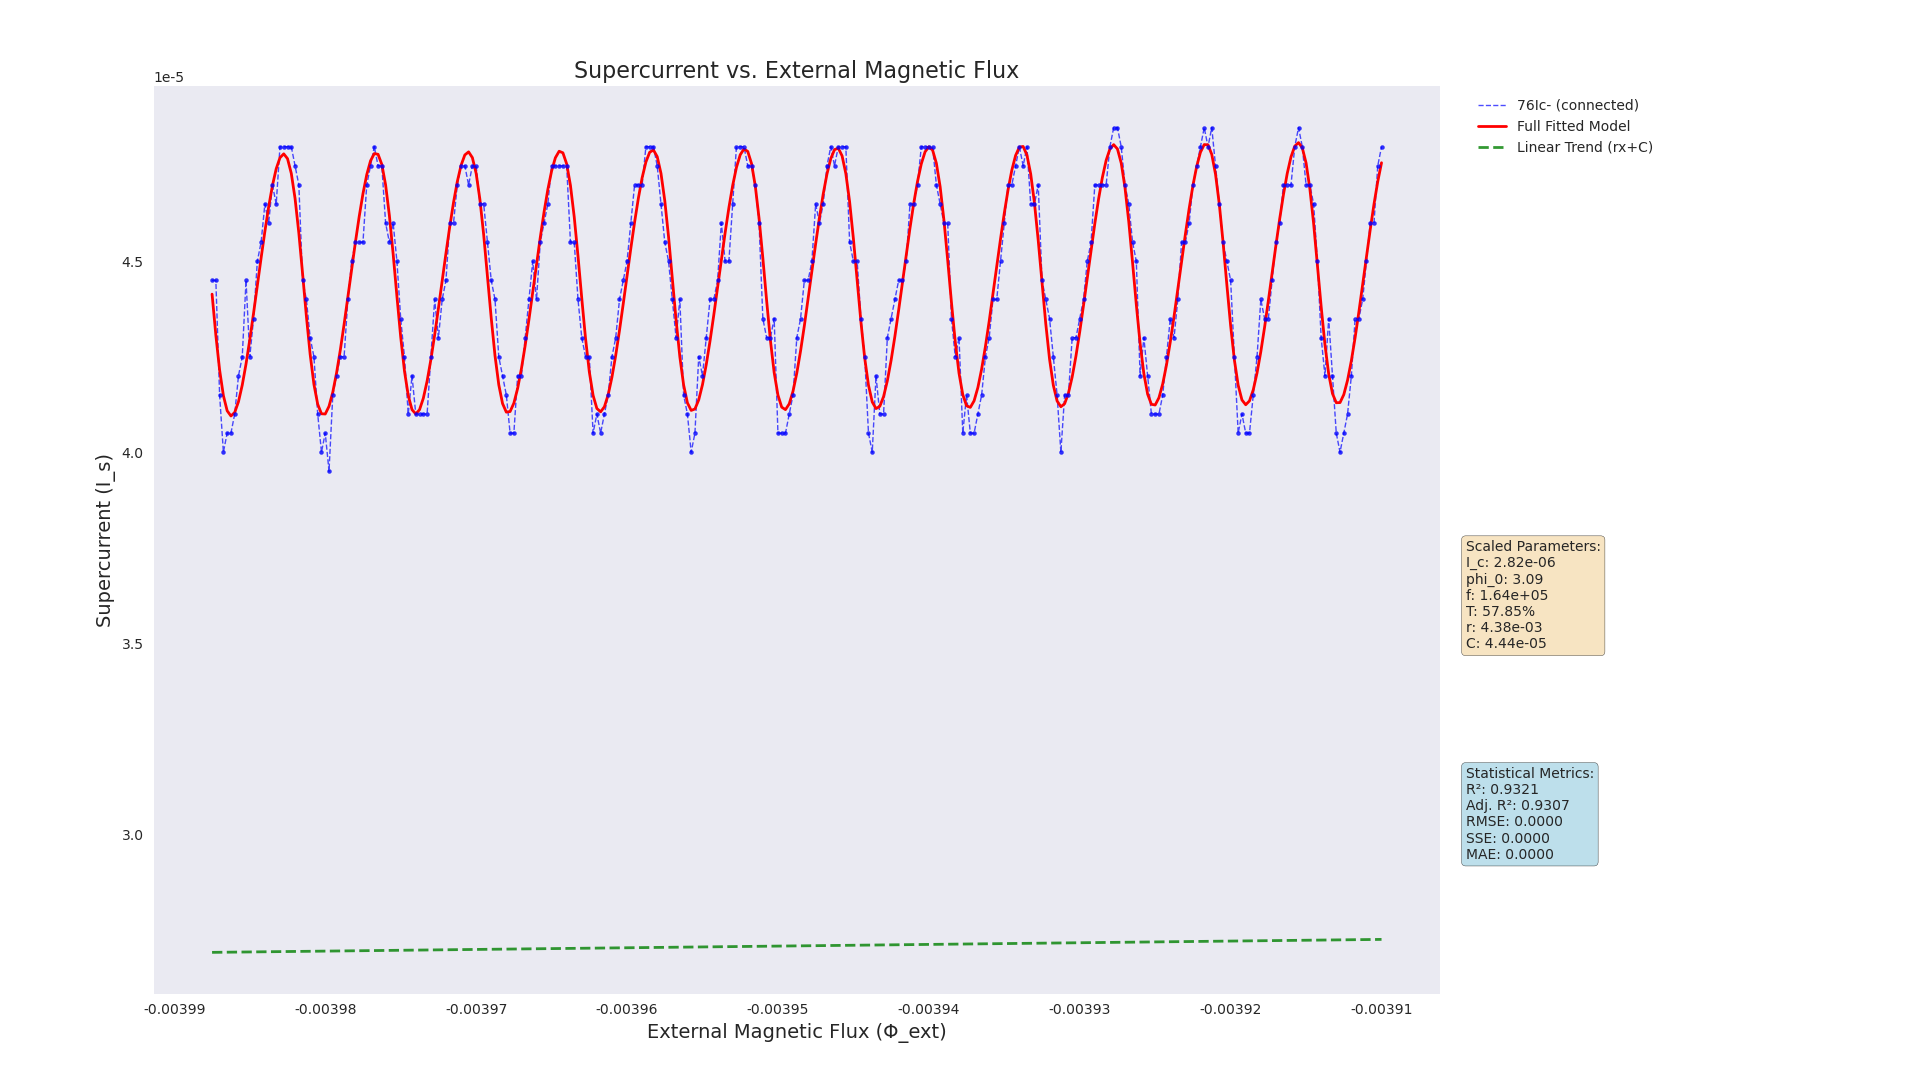 Supercurrent vs. External Magnetic Flux
1e-5
4.5
4.0
3.5
3.0
Supercurrent (I_s)
-0.00399 -0.00398 -0.00397 -0.00396 -0.00395 -0.00394 -0.00393 -0.00392 -0.00391
External Magnetic Flux (Φ_ext)
76Ic- (connected)
Full Fitted Model
Linear Trend (rx+C)
Scaled Parameters:
I_c: 2.82e-06
phi_0: 3.09
f: 1.64e+05
T: 57.85%
r: 4.38e-03
C: 4.44e-05
Statistical Metrics:
R²: 0.9321
Adj. R²: 0.9307
RMSE: 0.0000
SSE: 0.0000
MAE: 0.0000